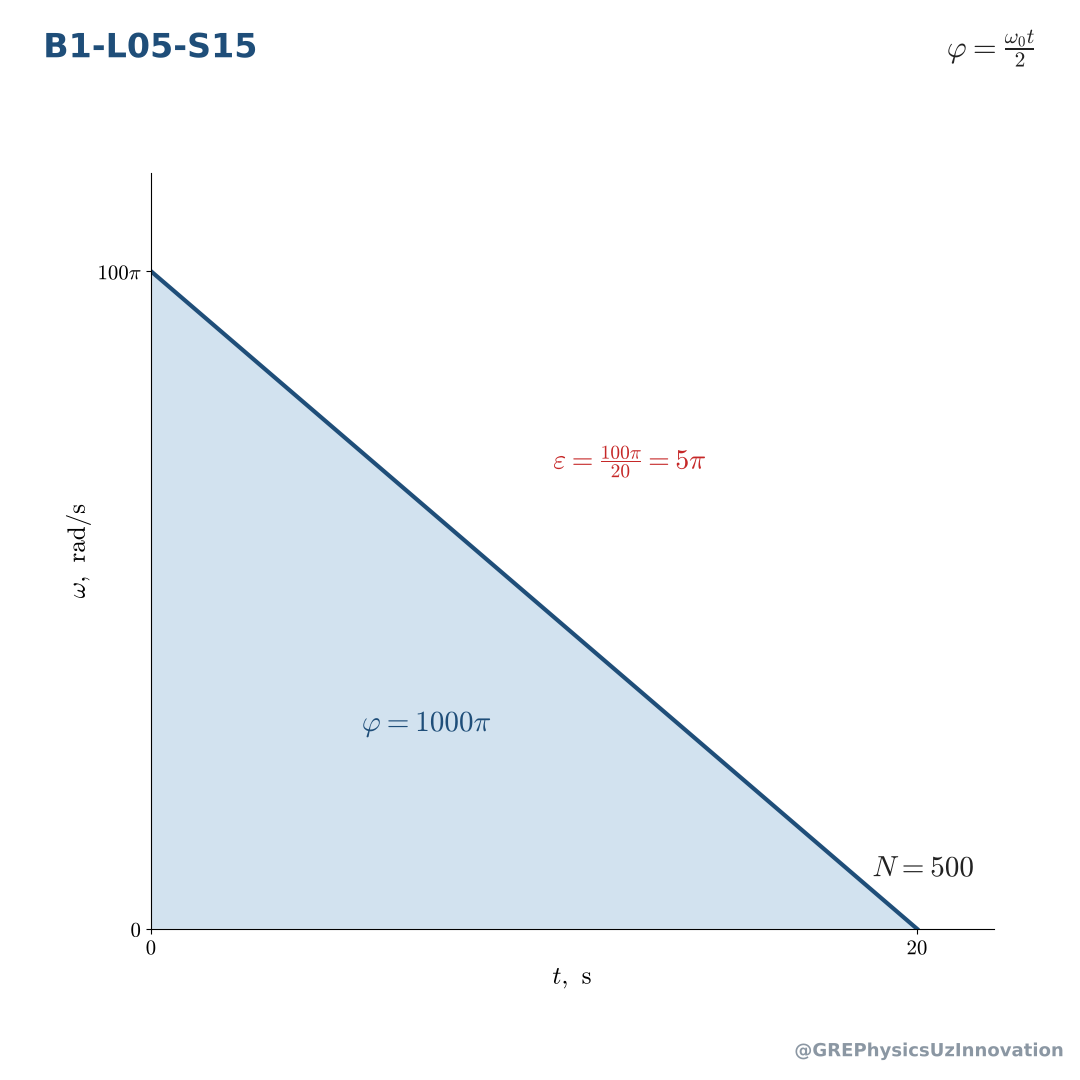 B1-L05-S15
φ = ω₀t/2
100π
ε = 100π/20 = 5π
ω, rad/s
φ = 1000π
N = 500
0
0
20
t, s
@GREPhysicsUzInnovation